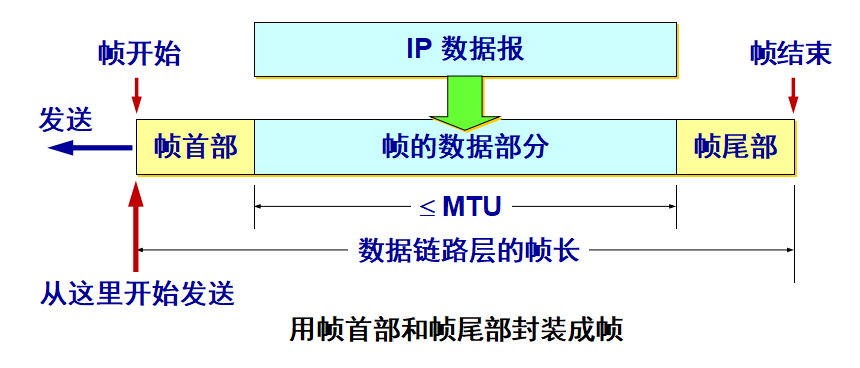 IP 数据报
帧开始
帧结束
发送
帧首部
帧的数据部分
帧尾部
≤ MTU
数据链路层的帧长
从这里开始发送
用帧首部和帧尾部封装成帧